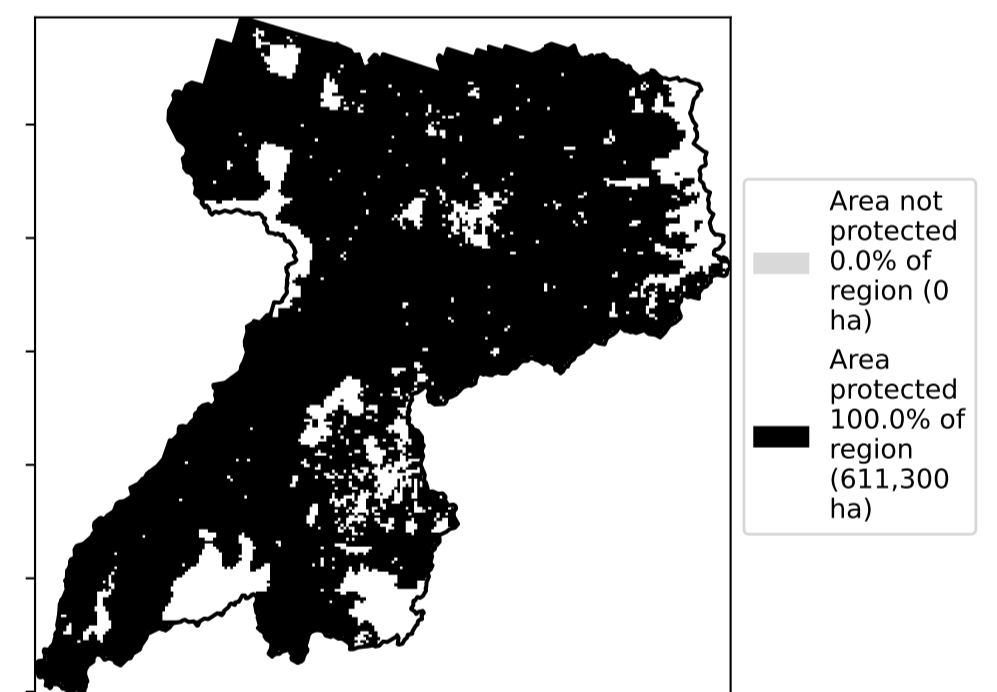 Area not
protected
0.0% of
region (0
ha)
Area
protected
100.0% of
region
(611,300
ha)